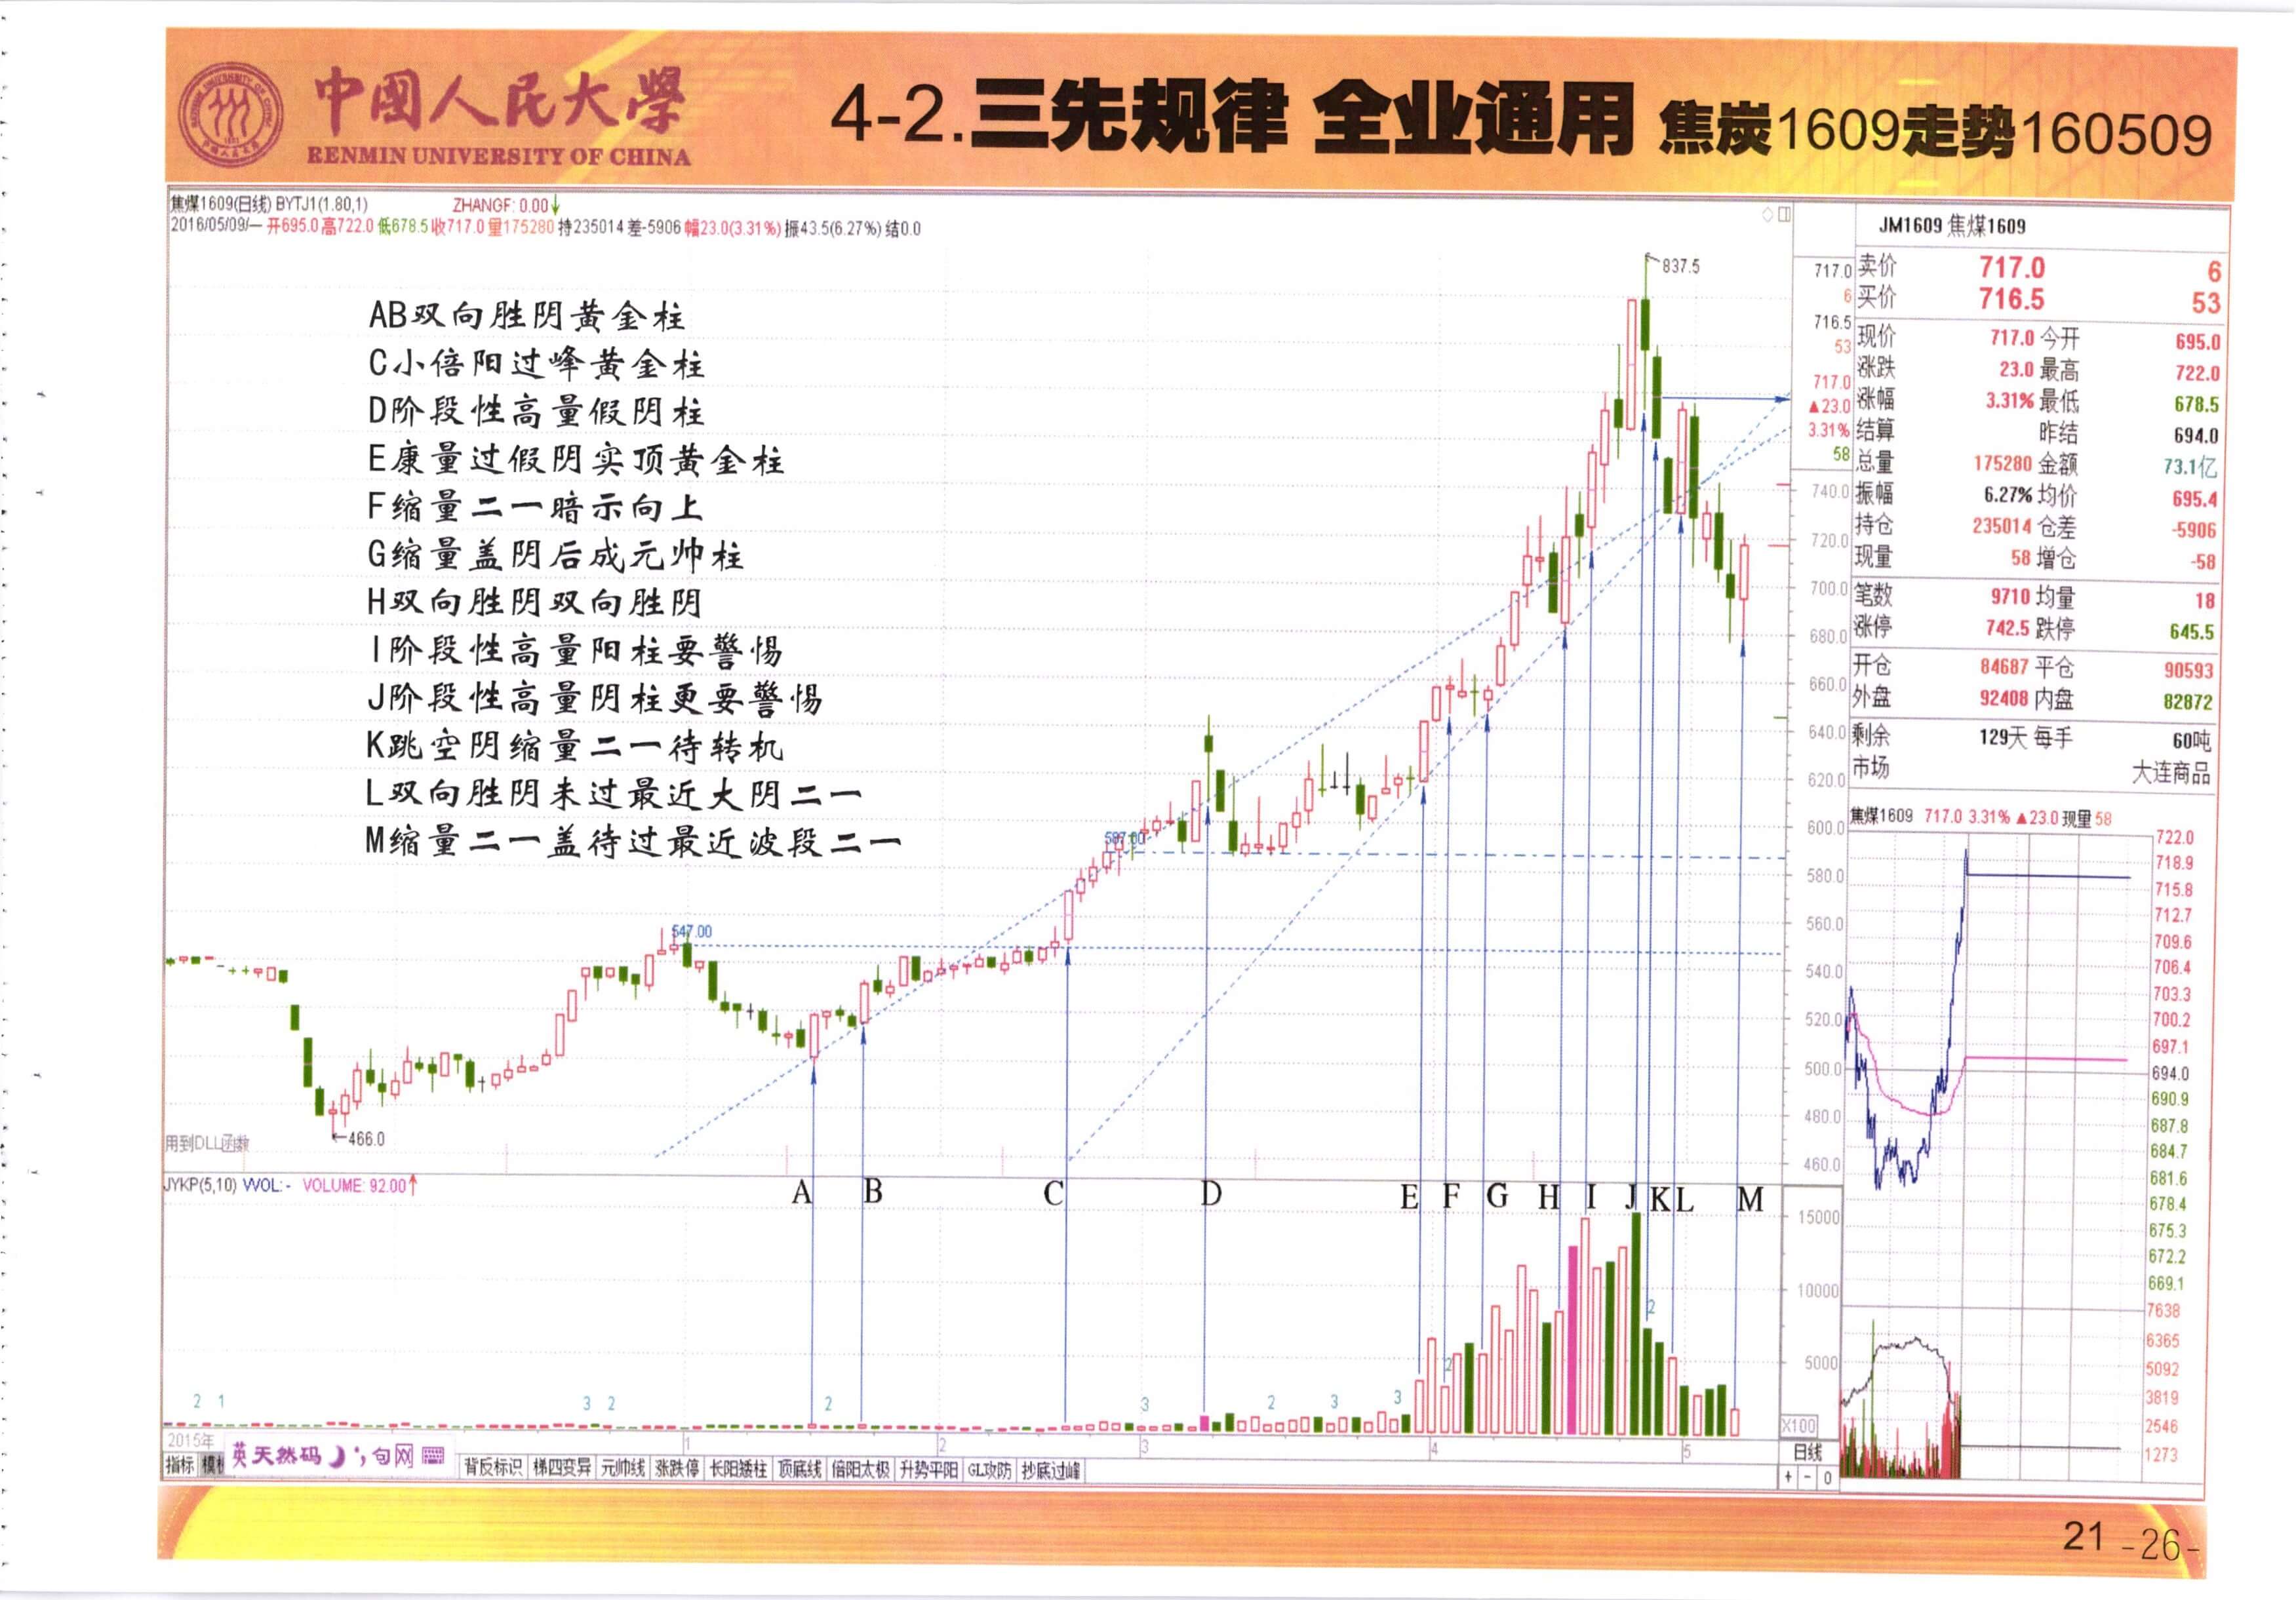 中國人民大學
RENMIN UNIVERSITY OF CHINA
4-2.三先规律 全业通用 焦炭1609走势160509
焦煤1609(日线) BYTJ1(1.80,1) ZHANGF: 0.00↓
2016/05/09/一 开695.0 高722.0 低678.5 收717.0 量175280 持235014 差-5906 幅23.0(3.31%) 振43.5(6.27%) 结0.0
AB双向胜阴黄金柱
C小倍阳过峰黄金柱
D阶段性高量假阴柱
E康量过假阴实顶黄金柱
F缩量二一暗示向上
G缩量盖阴后成元帅柱
H双向胜阴双向胜阴
I阶段性高量阳柱要警惕
J阶段性高量阴柱更要警惕
K跳空阴缩量二一待转机
L双向胜阴未过最近大阴二一
M缩量二一盖待过最近波段二一
837.5
587.00
547.00
←466.0
用到DLL函数
717.0
6
716.5
53
717.0
▲23.0
3.31%
58
740.0
720.0
700.0
680.0
660.0
640.0
620.0
600.0
580.0
560.0
540.0
520.0
500.0
480.0
460.0
JYKP(5,10) VVOL:- VOLUME: 92.00↑
A B C D E F G H I J K L M
15000
10000
5000
X100
2 1 3 2 2 3 2 3 3 2 2
2015年 1 2 3 4 5
日线
英天然码
指标
背反标识 梯四变异 元帅线 涨跌停 长阳矮柱 顶底线 倍阳太极 升势平阳 GL攻防 抄底过峰
+ - 0
JM1609 焦煤1609
卖价 717.0 6
买价 716.5 53
现价 717.0 今开 695.0
涨跌 23.0 最高 722.0
涨幅 3.31% 最低 678.5
结算 昨结 694.0
总量 175280 金额 73.1亿
振幅 6.27% 均价 695.4
持仓 235014 仓差 -5906
现量 58 增仓 -58
笔数 9710 均量 18
涨停 742.5 跌停 645.5
开仓 84687 平仓 90593
外盘 92408 内盘 82872
剩余 129天 每手 60吨
市场 大连商品
焦煤1609 717.0 3.31% ▲23.0 现量 58
722.0
718.9
715.8
712.7
709.6
706.4
703.3
700.2
697.1
694.0
690.9
687.8
684.7
681.6
678.4
675.3
672.2
669.1
7638
6365
5092
3819
2546
1273
21 -26-